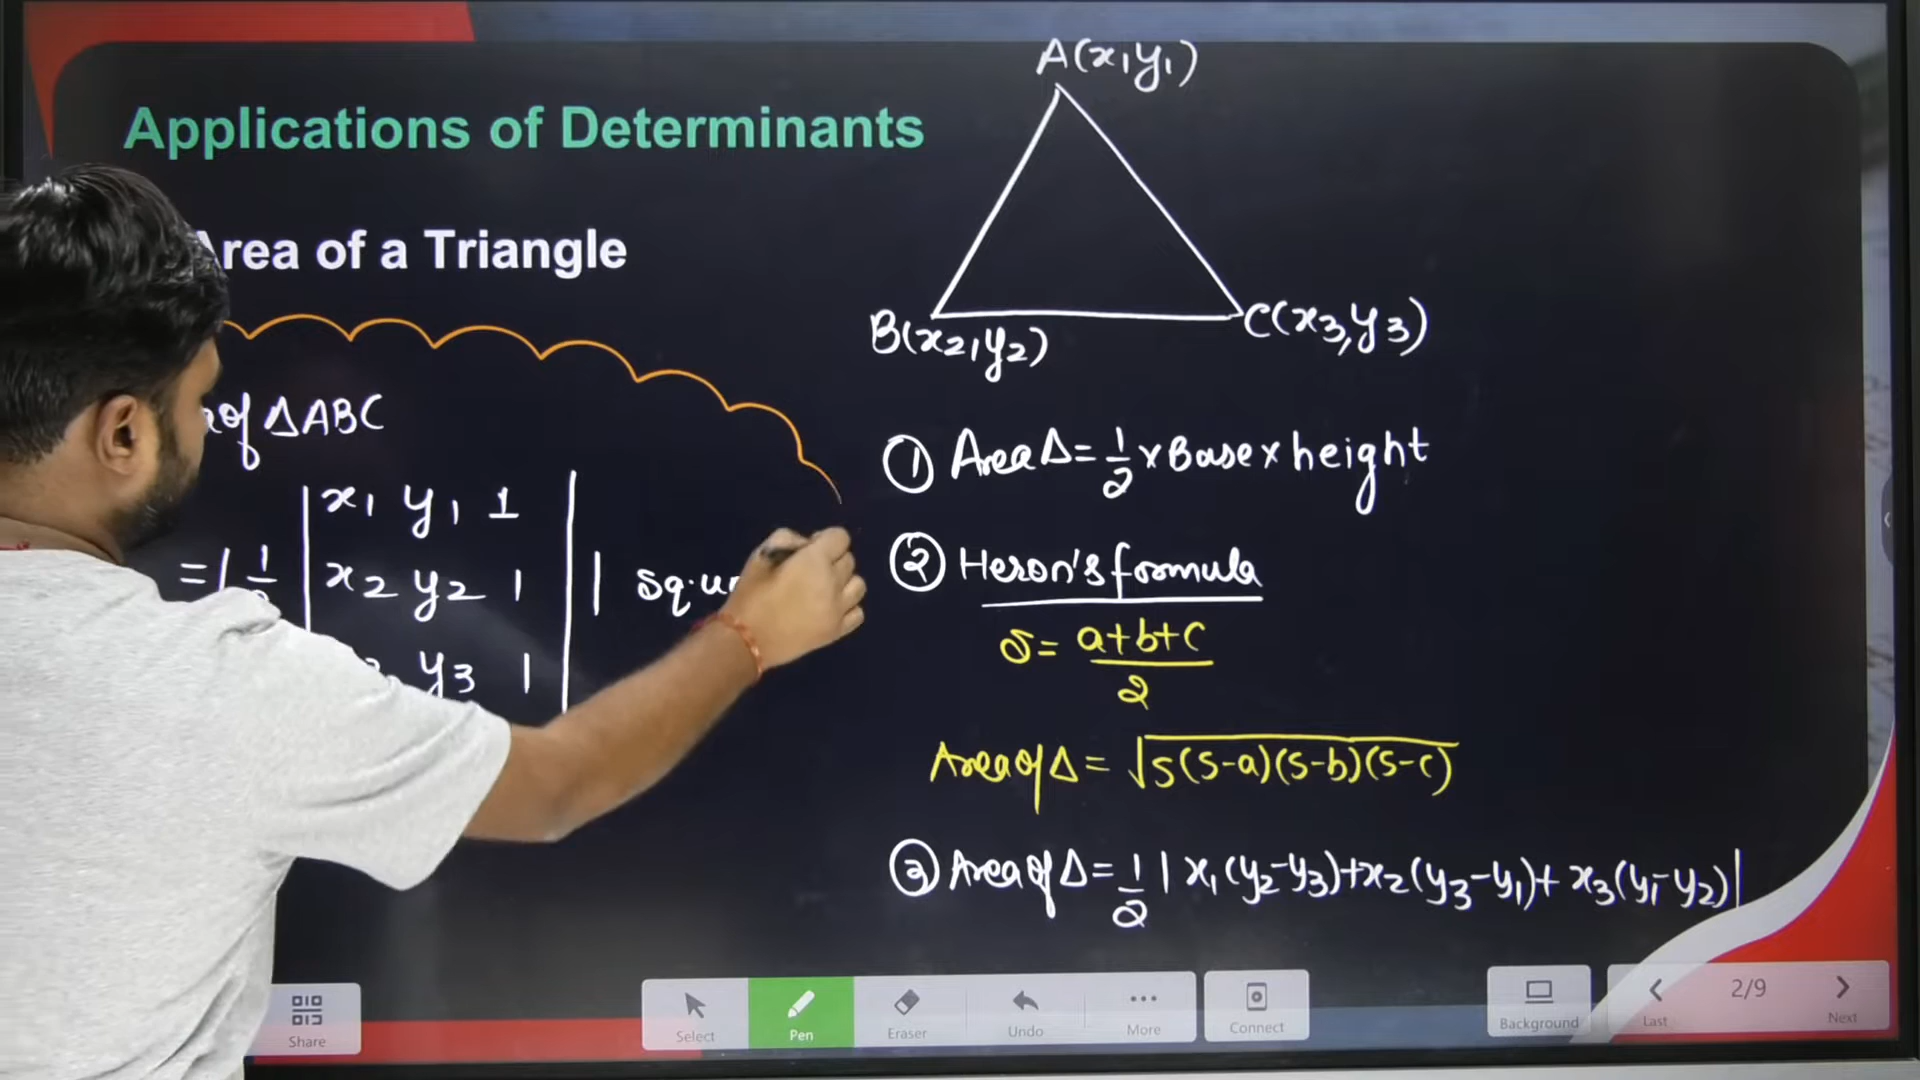 Applications of Determinants
Area of a Triangle
of ΔABC
x₁ y₁ 1
=| 1/ | x₂ y₂ 1 | | sq.u
y₃ 1
A(x₁y₁)
B(x₂,y₂)
C(x₃,y₃)
① Area Δ = 1/2 × Base × height
② Heron's formula
s = a+b+c/2
Area of Δ = √s(s-a)(s-b)(s-c)
③ Area of Δ = 1/2 | x₁(y₂-y₃)+x₂(y₃-y₁)+x₃(y₁-y₂)|
Share
Select
Pen
Eraser
Undo
More
Connect
Background
Last
2/9
Next